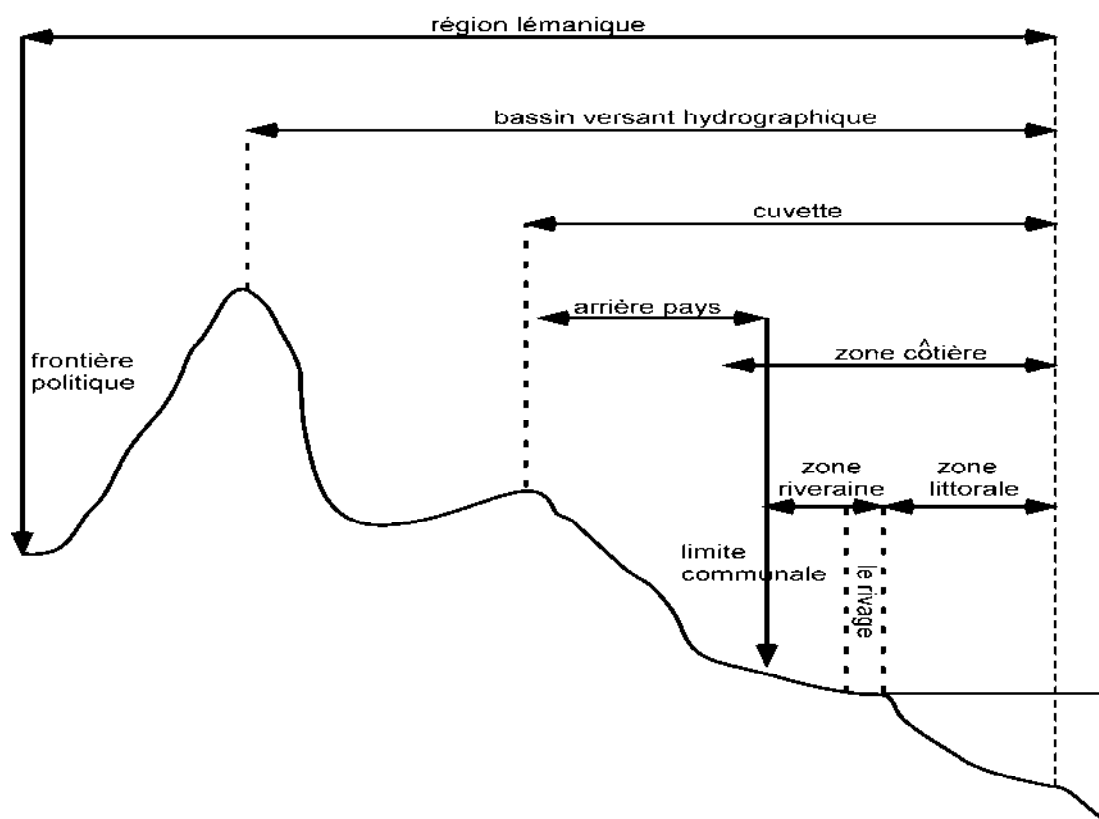 région lémanique
bassin versant hydrographique
cuvette
arrière pays
zone côtière
frontière
politique
zone
riveraine
zone
littorale
limite
communale
le rivage